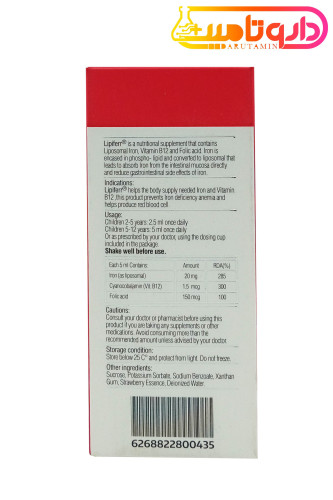 داروتامین
DARUTAMIN
Lipiferr® is a nutritional supplement that contains
Liposomal Iron, Vitamin B12 and Folic acid. Iron is
encased in phospho- lipid and converted to liposomal that
leads to absorb Iron from the intestinal mucosa directly
and reduce gastrointestinal side effects of iron.
Indications:
Lipiferr® helps the body supply needed Iron and Vitamin
B12 ,this product prevents Iron deficiency anemia and
helps produce red blood cell.
Usage:
Children 2-5 years: 2.5 ml once daily
Children 5-12 years: 5 ml once daily
Or as prescribed by your doctor, using the dosing cup
included in the package.
Shake well before use.
Each 5 ml Contains: Amount RDA(%)
Iron (as liposomal) 20 mg 285
Cyanocobalamine (Vit B12) 1.5 mcg 300
Folic acid 150 mcg 100
Cautions:
Consult your doctor or pharmacist before using this
product if you are taking any supplements or other
medications. Avoid consuming more than the
recommended amount unless advised by your doctor.
Storage condition:
Store below 25 C° and protect from light. Do not freeze.
Other ingredients:
Sucrose, Potassium Sorbate, Sodium Benzoate, Xanthan
Gum, Strawberry Essence, Deionized Water.
6268822800435